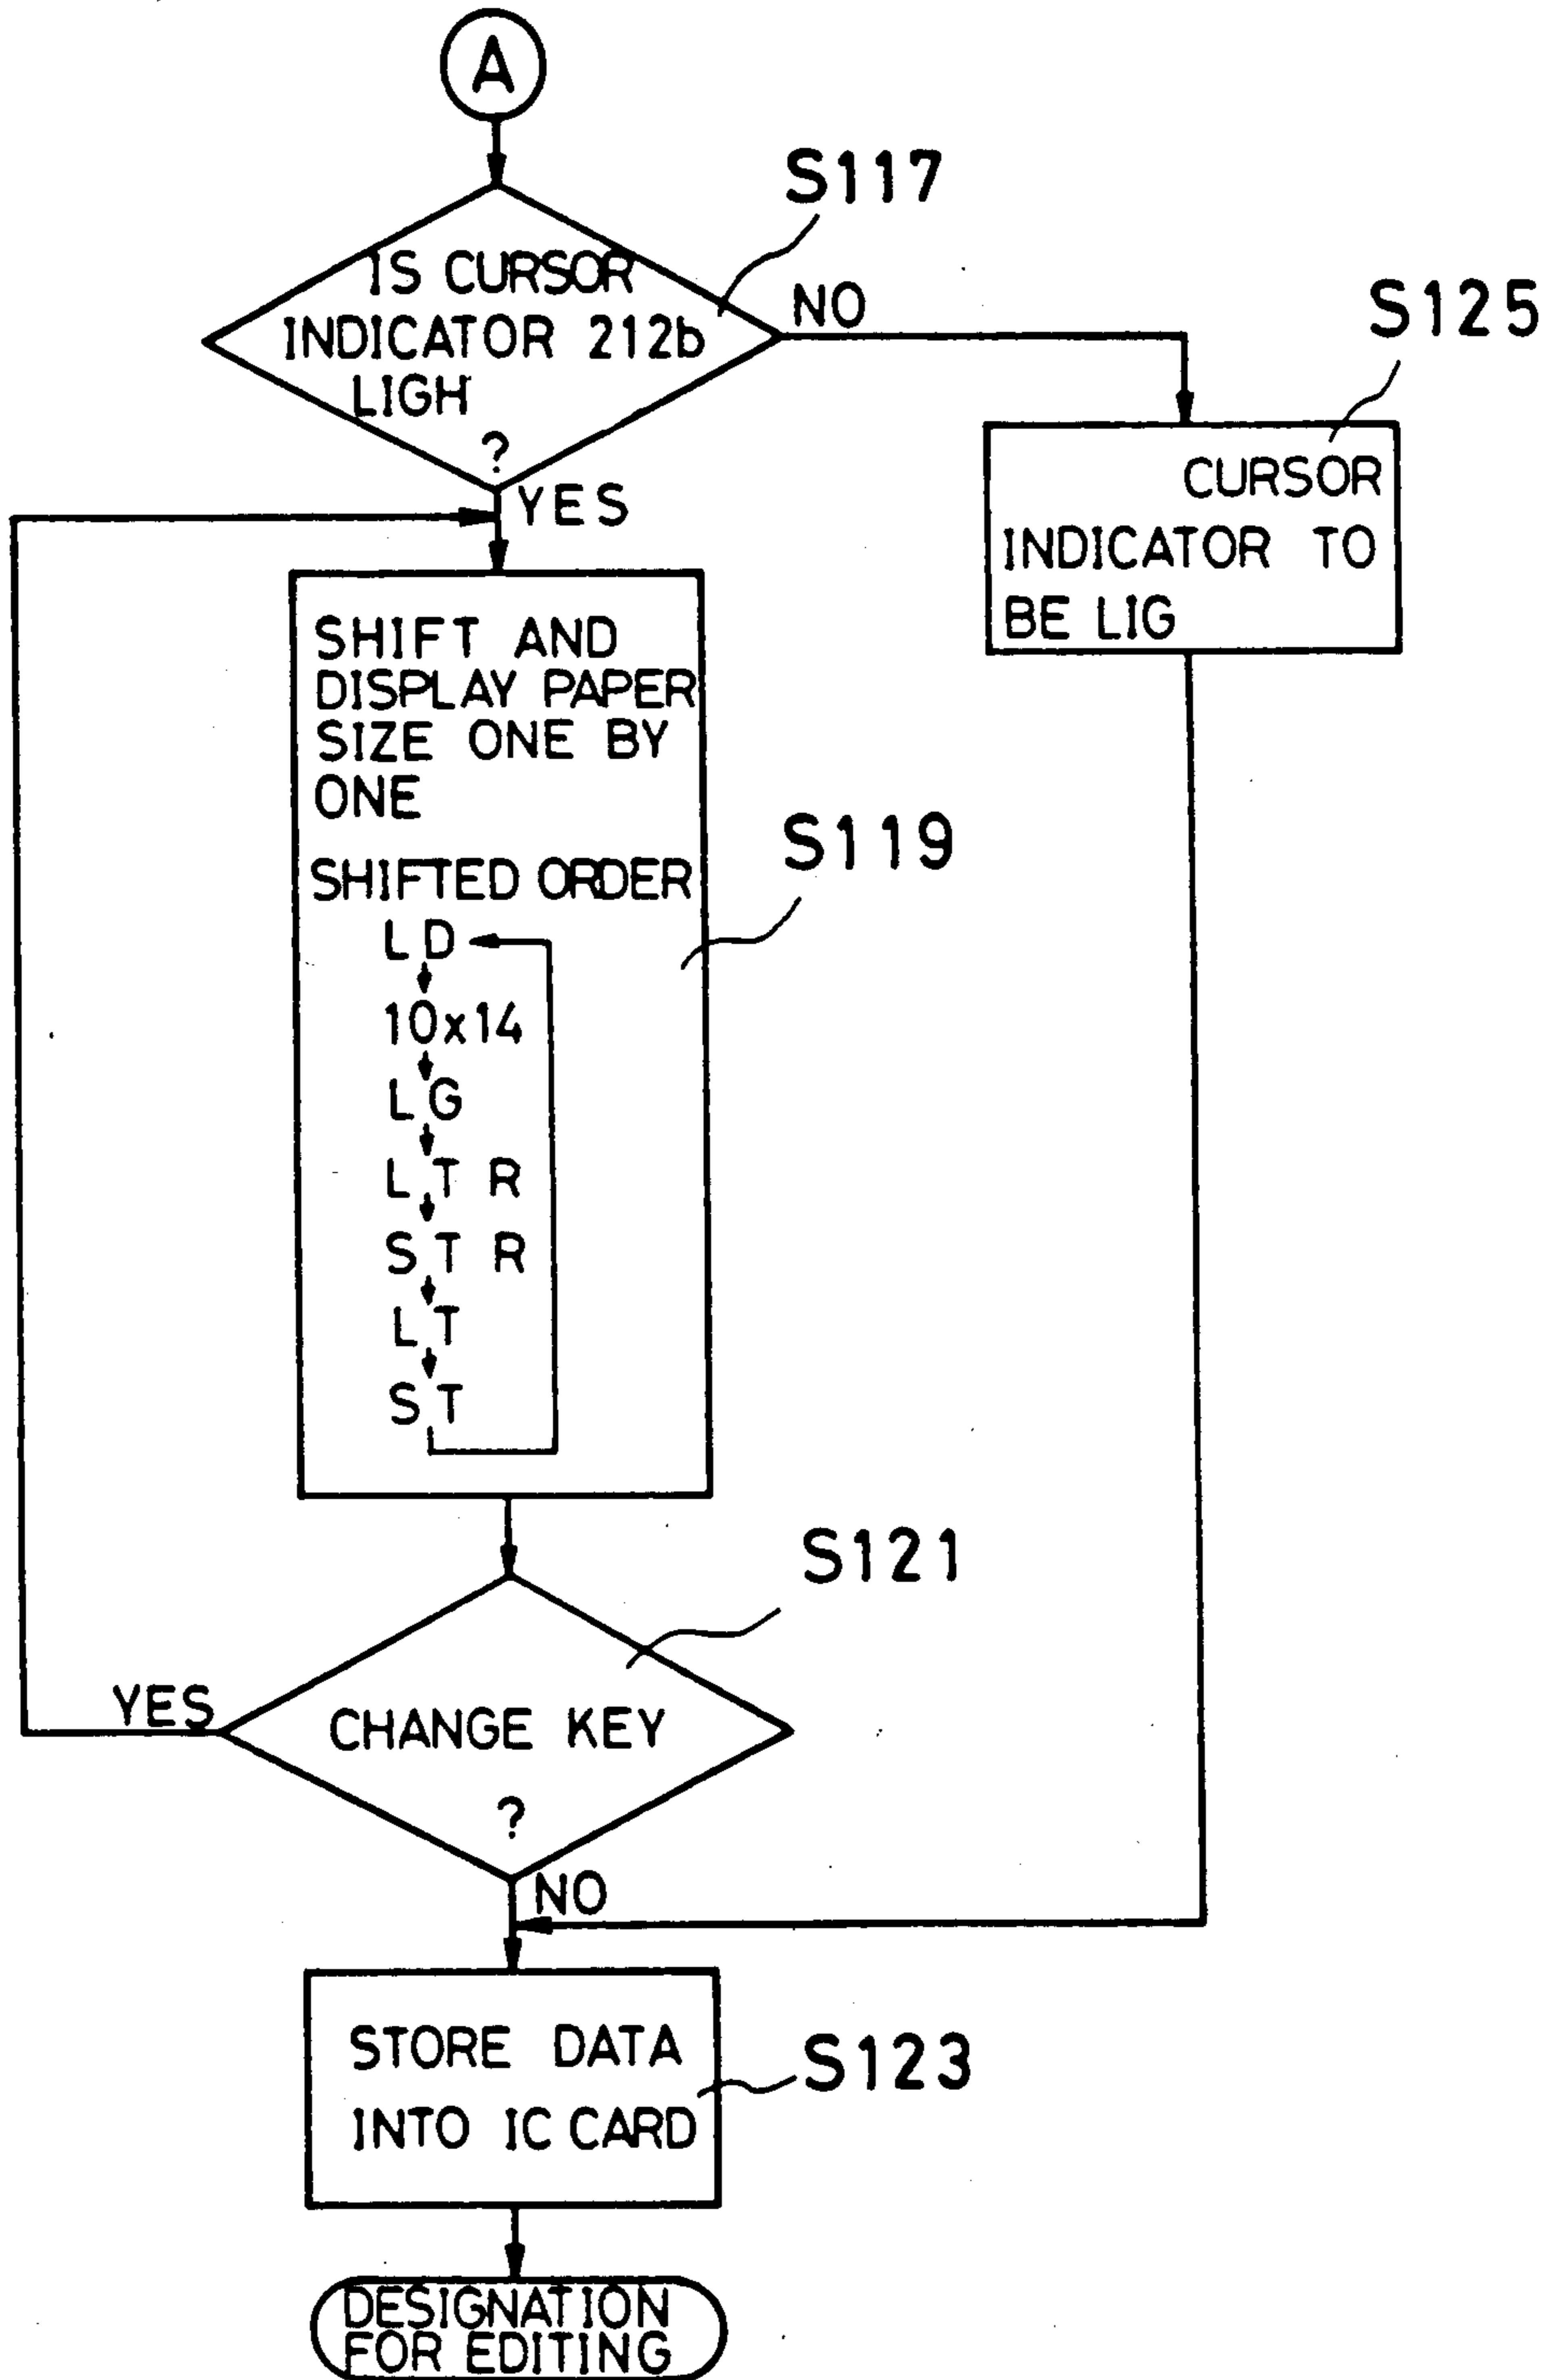 A
S117
IS CURSOR
INDICATOR 212b
LIGH
?
NO
YES
S125
CURSOR
INDICATOR TO
BE LIG
SHIFT AND
DISPLAY PAPER
SIZE ONE BY
ONE
SHIFTED ORDER
LD
10x14
LG
LTR
STR
LT
ST
S119
S121
YES
CHANGE KEY
?
NO
STORE DATA
INTO IC CARD
S123
DESIGNATION
FOR EDITING